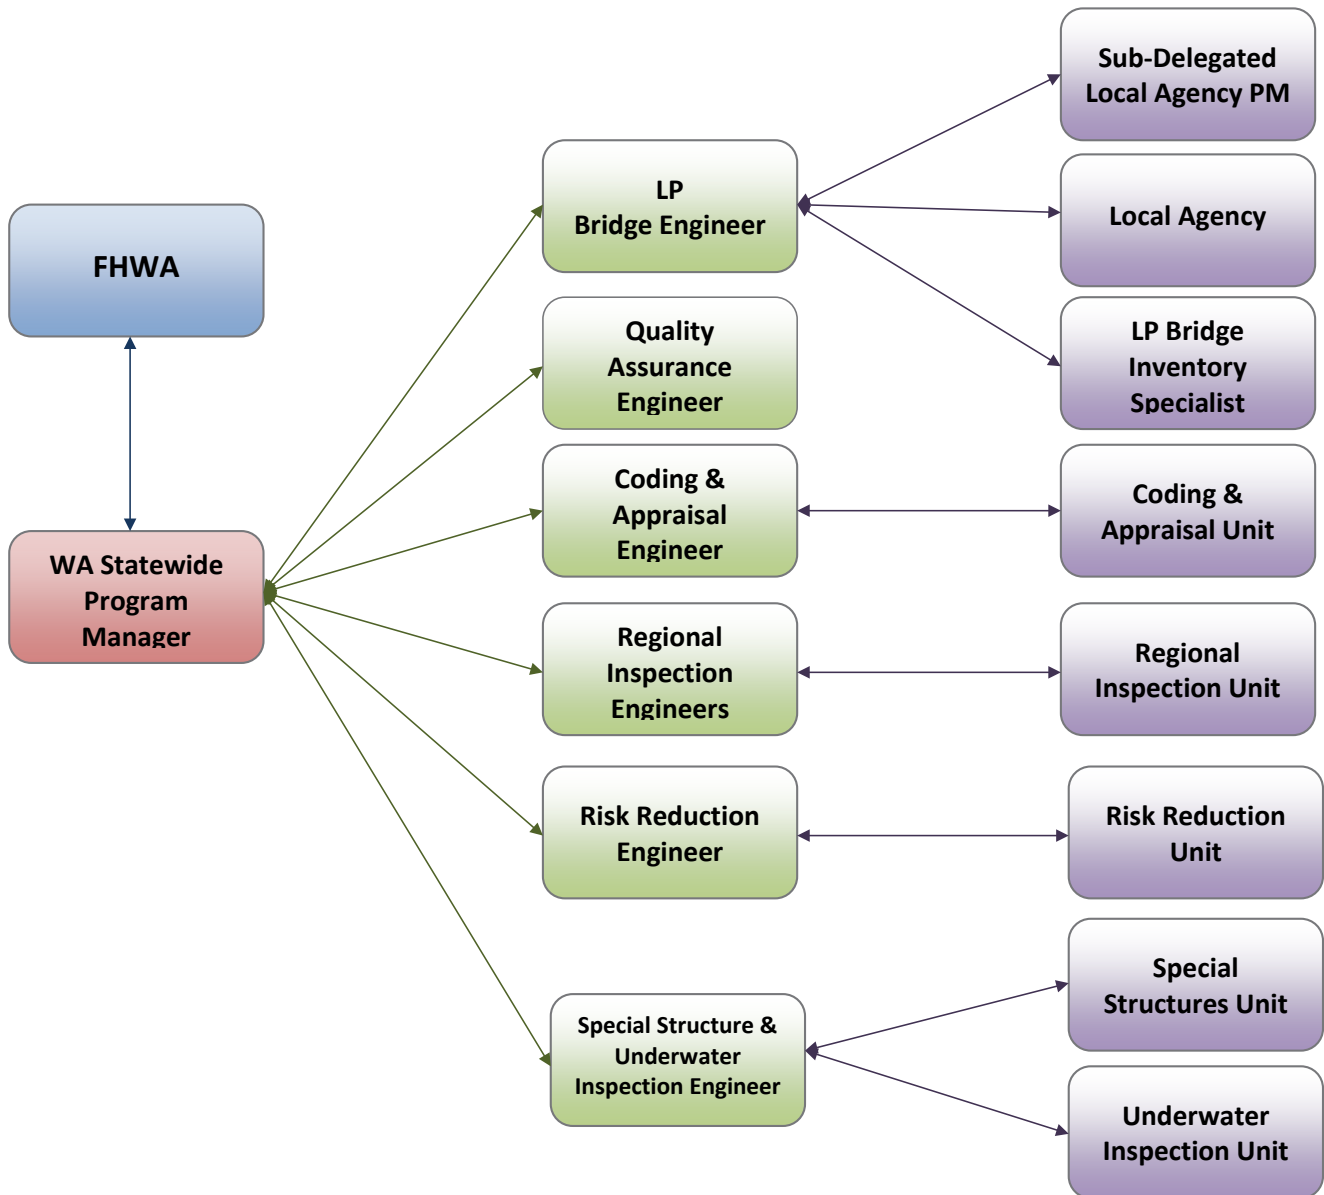 FHWA
WA Statewide
Program
Manager
LP
Bridge Engineer
Quality
Assurance
Engineer
Coding &
Appraisal
Engineer
Regional
Inspection
Engineers
Risk Reduction
Engineer
Special Structure &
Underwater
Inspection Engineer
Sub-Delegated
Local Agency PM
Local Agency
LP Bridge
Inventory
Specialist
Coding &
Appraisal Unit
Regional
Inspection Unit
Risk Reduction
Unit
Special
Structures Unit
Underwater
Inspection Unit